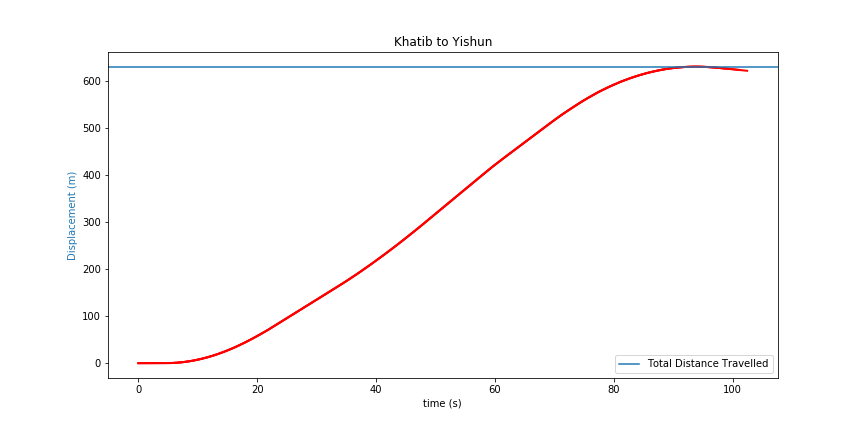 Khatib to Yishun
600
500
400
300
200
100
0
Displacement (m)
Total Distance Travelled
0 20 40 60 80 100
time (s)